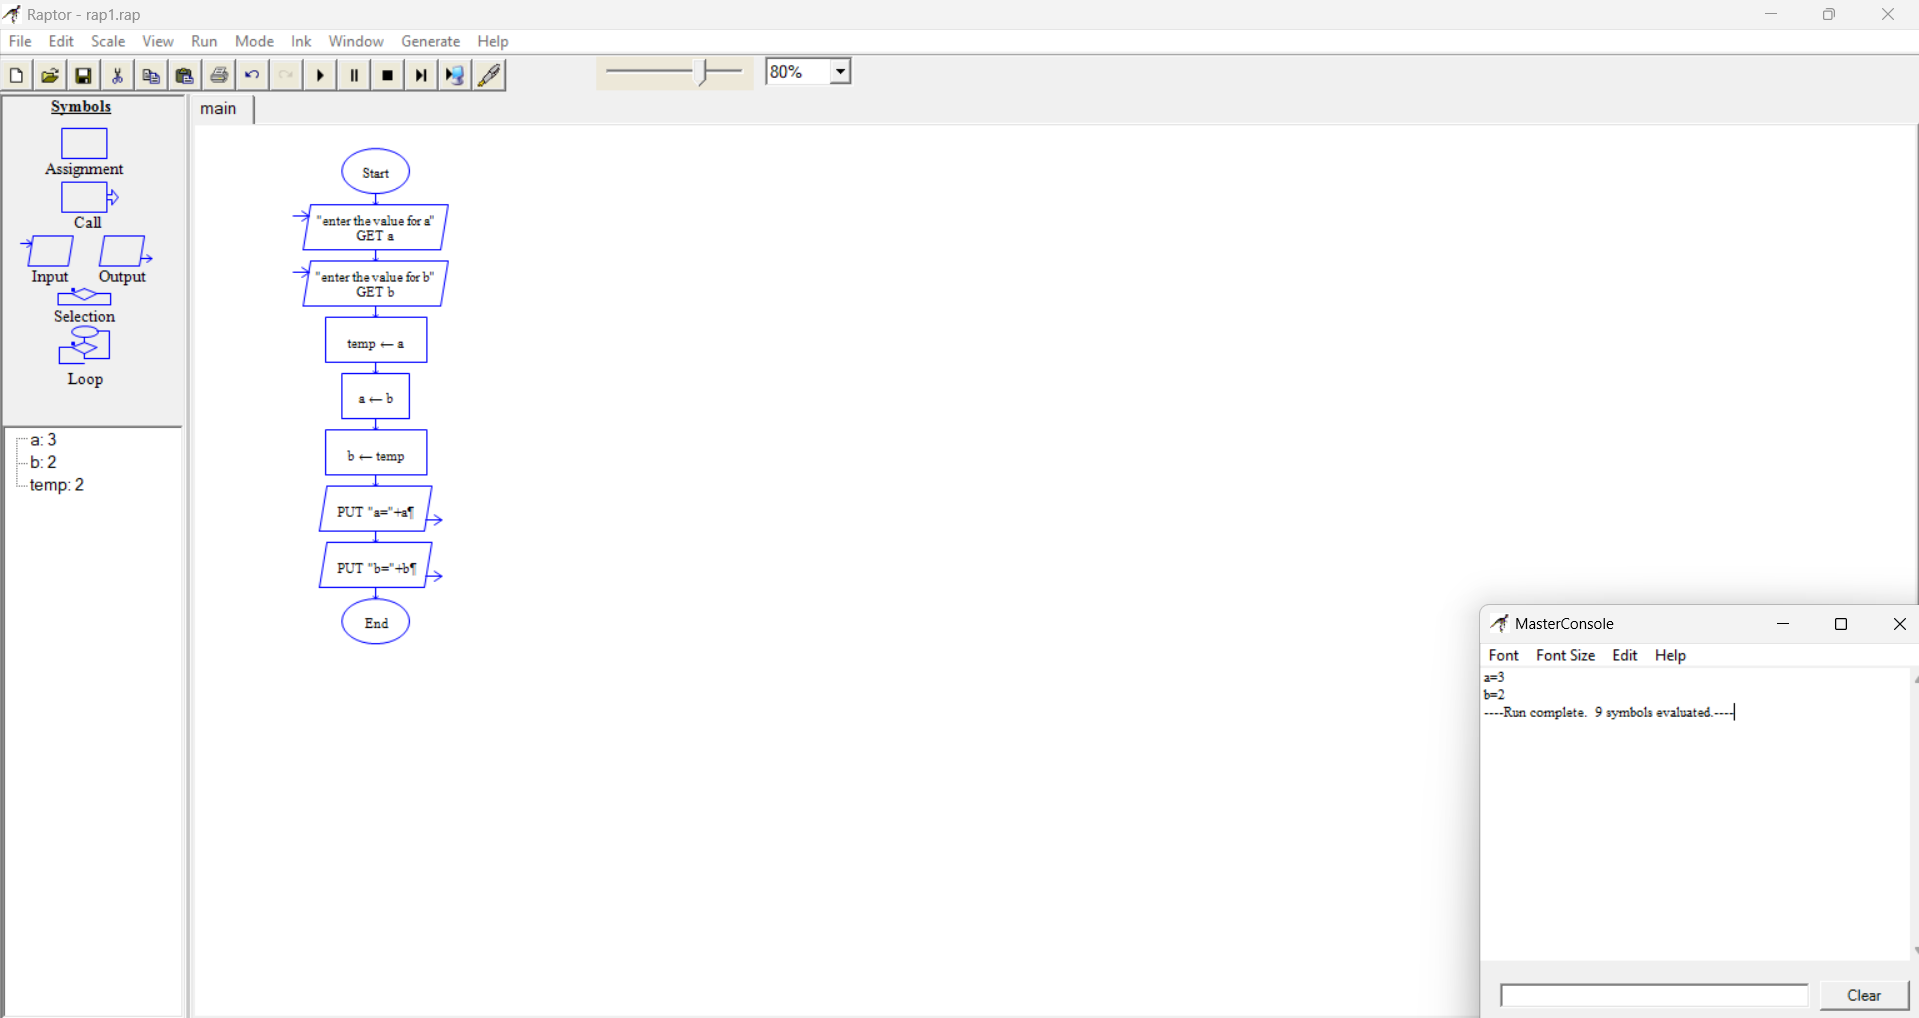 Raptor - rap1.rap
File Edit Scale View Run Mode Ink Window Generate Help
80%
Symbols
Assignment
Call
Input Output
Selection
Loop
a: 3
b: 2
temp: 2
main
Start
"enter the value for a"
GET a
"enter the value for b"
GET b
temp ← a
a ← b
b ← temp
PUT "a="+a¶
PUT "b="+b¶
End
MasterConsole
Font Font Size Edit Help
a=3
b=2
----Run complete.  9 symbols evaluated.----
Clear